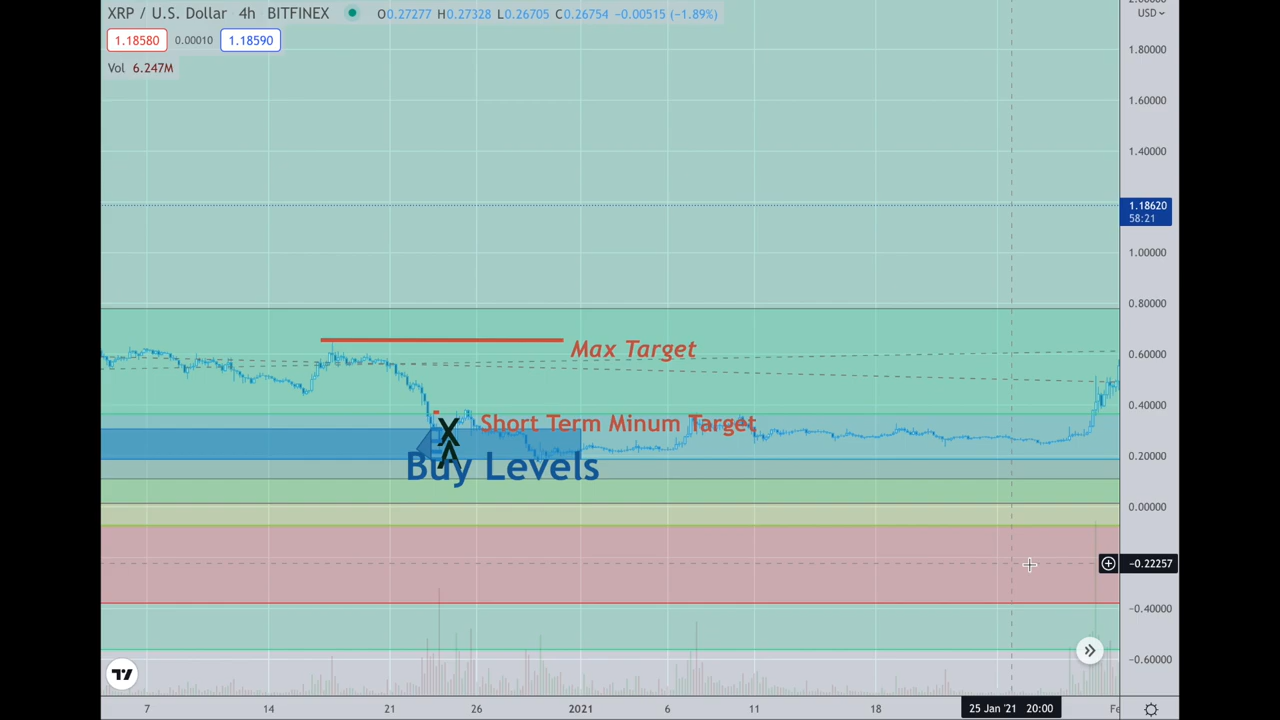 XRP / U.S. Dollar 4h BITFINEX O0.27277 H0.27328 L0.26705 C0.26754 −0.00515 (−1.89%)
USD
1.18580 0.00010 1.18590
Vol 6.247M
1.80000
1.60000
1.40000
1.18620
58:21
1.00000
0.80000
Max Target
0.60000
0.40000
Short Term Minum Target
X
Buy Levels
0.20000
0.00000
−0.22257
−0.40000
−0.60000
7 14 21 26 2021 6 11 18 25 Jan '21 20:00